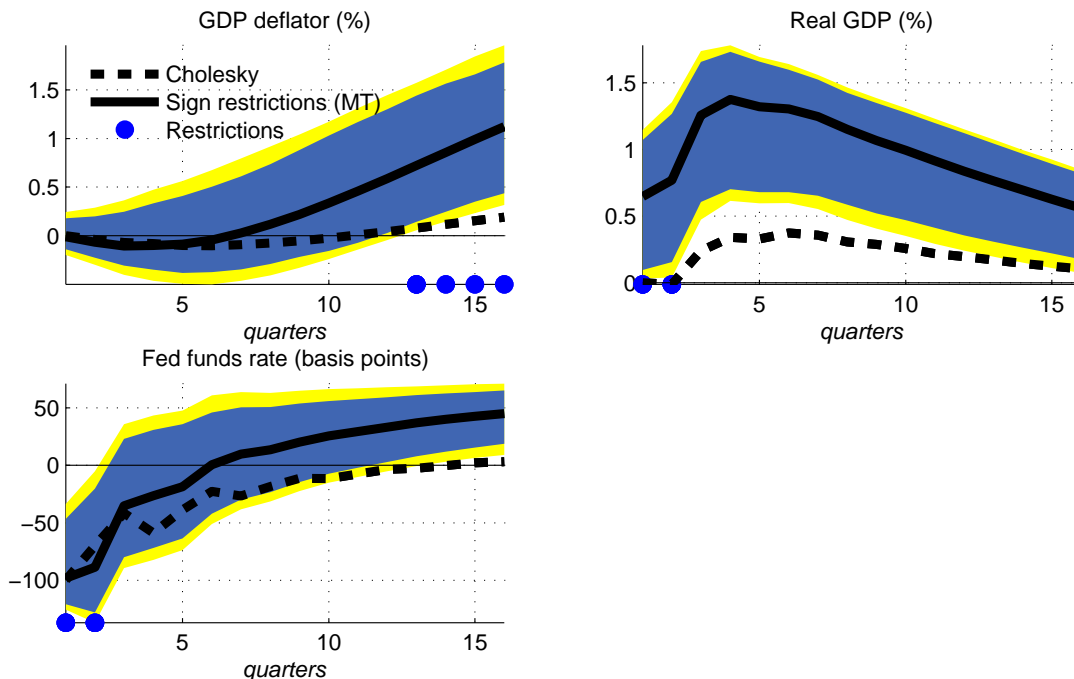 GDP deflator (%)
Cholesky
Sign restrictions (MT)
Restrictions
1.5
1
0.5
0
5
10
15
quarters
Real GDP (%)
1.5
1
0.5
0
5
10
15
quarters
Fed funds rate (basis points)
50
0
−50
−100
5
10
15
quarters